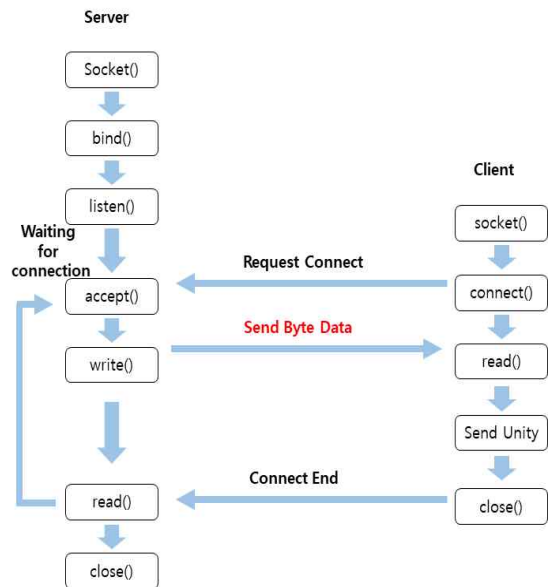 Server
Socket()
bind()
listen()
Waiting
for
connection
accept()
write()
read()
close()
Request Connect
Send Byte Data
Connect End
Client
socket()
connect()
read()
Send Unity
close()